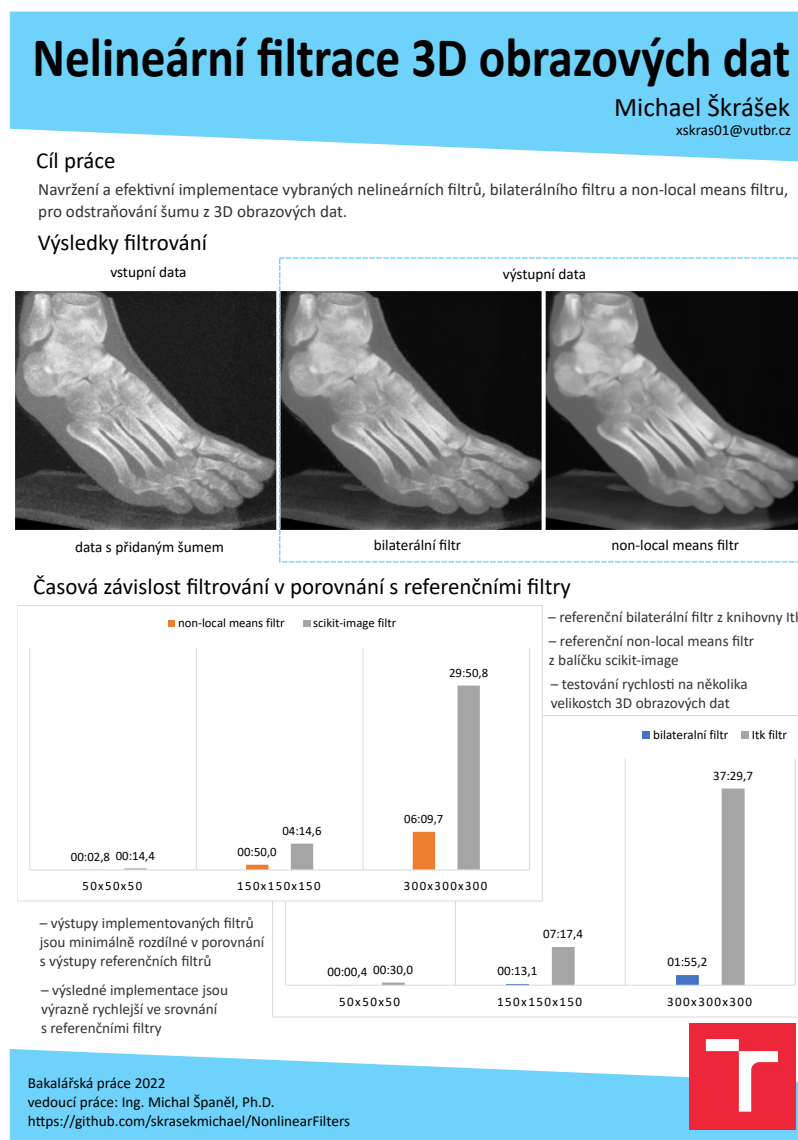 Nelineární filtrace 3D obrazových dat
Michael Škrášek
xskras01@vutbr.cz
Cíl práce
Navržení a efektivní implementace vybraných nelineárních filtrů, bilaterálního filtru a non-local means filtru,
pro odstraňování šumu z 3D obrazových dat.
Výsledky filtrování
vstupní data
výstupní data
data s přidaným šumem
bilaterální filtr
non-local means filtr
Časová závislost filtrování v porovnání s referenčními filtry
– referenční bilaterální filtr z knihovny Itk
– referenční non-local means filtr
z balíčku scikit-image
– testování rychlosti na několika
velikostch 3D obrazových dat
non-local means filtr
scikit-image filtr
00:02,8
00:14,4
00:50,0
04:14,6
06:09,7
29:50,8
50x50x50
150x150x150
300x300x300
bilateralní filtr
Itk filtr
00:00,4
00:30,0
00:13,1
07:17,4
01:55,2
37:29,7
50x50x50
150x150x150
300x300x300
– výstupy implementovaných filtrů
jsou minimálně rozdílné v porovnání
s výstupy referenčních filtrů
– výsledné implementace jsou
výrazně rychlejší ve srovnání
s referenčními filtry
Bakalářská práce 2022
vedoucí práce: Ing. Michal Španěl, Ph.D.
https://github.com/skrasekmichael/NonlinearFilters